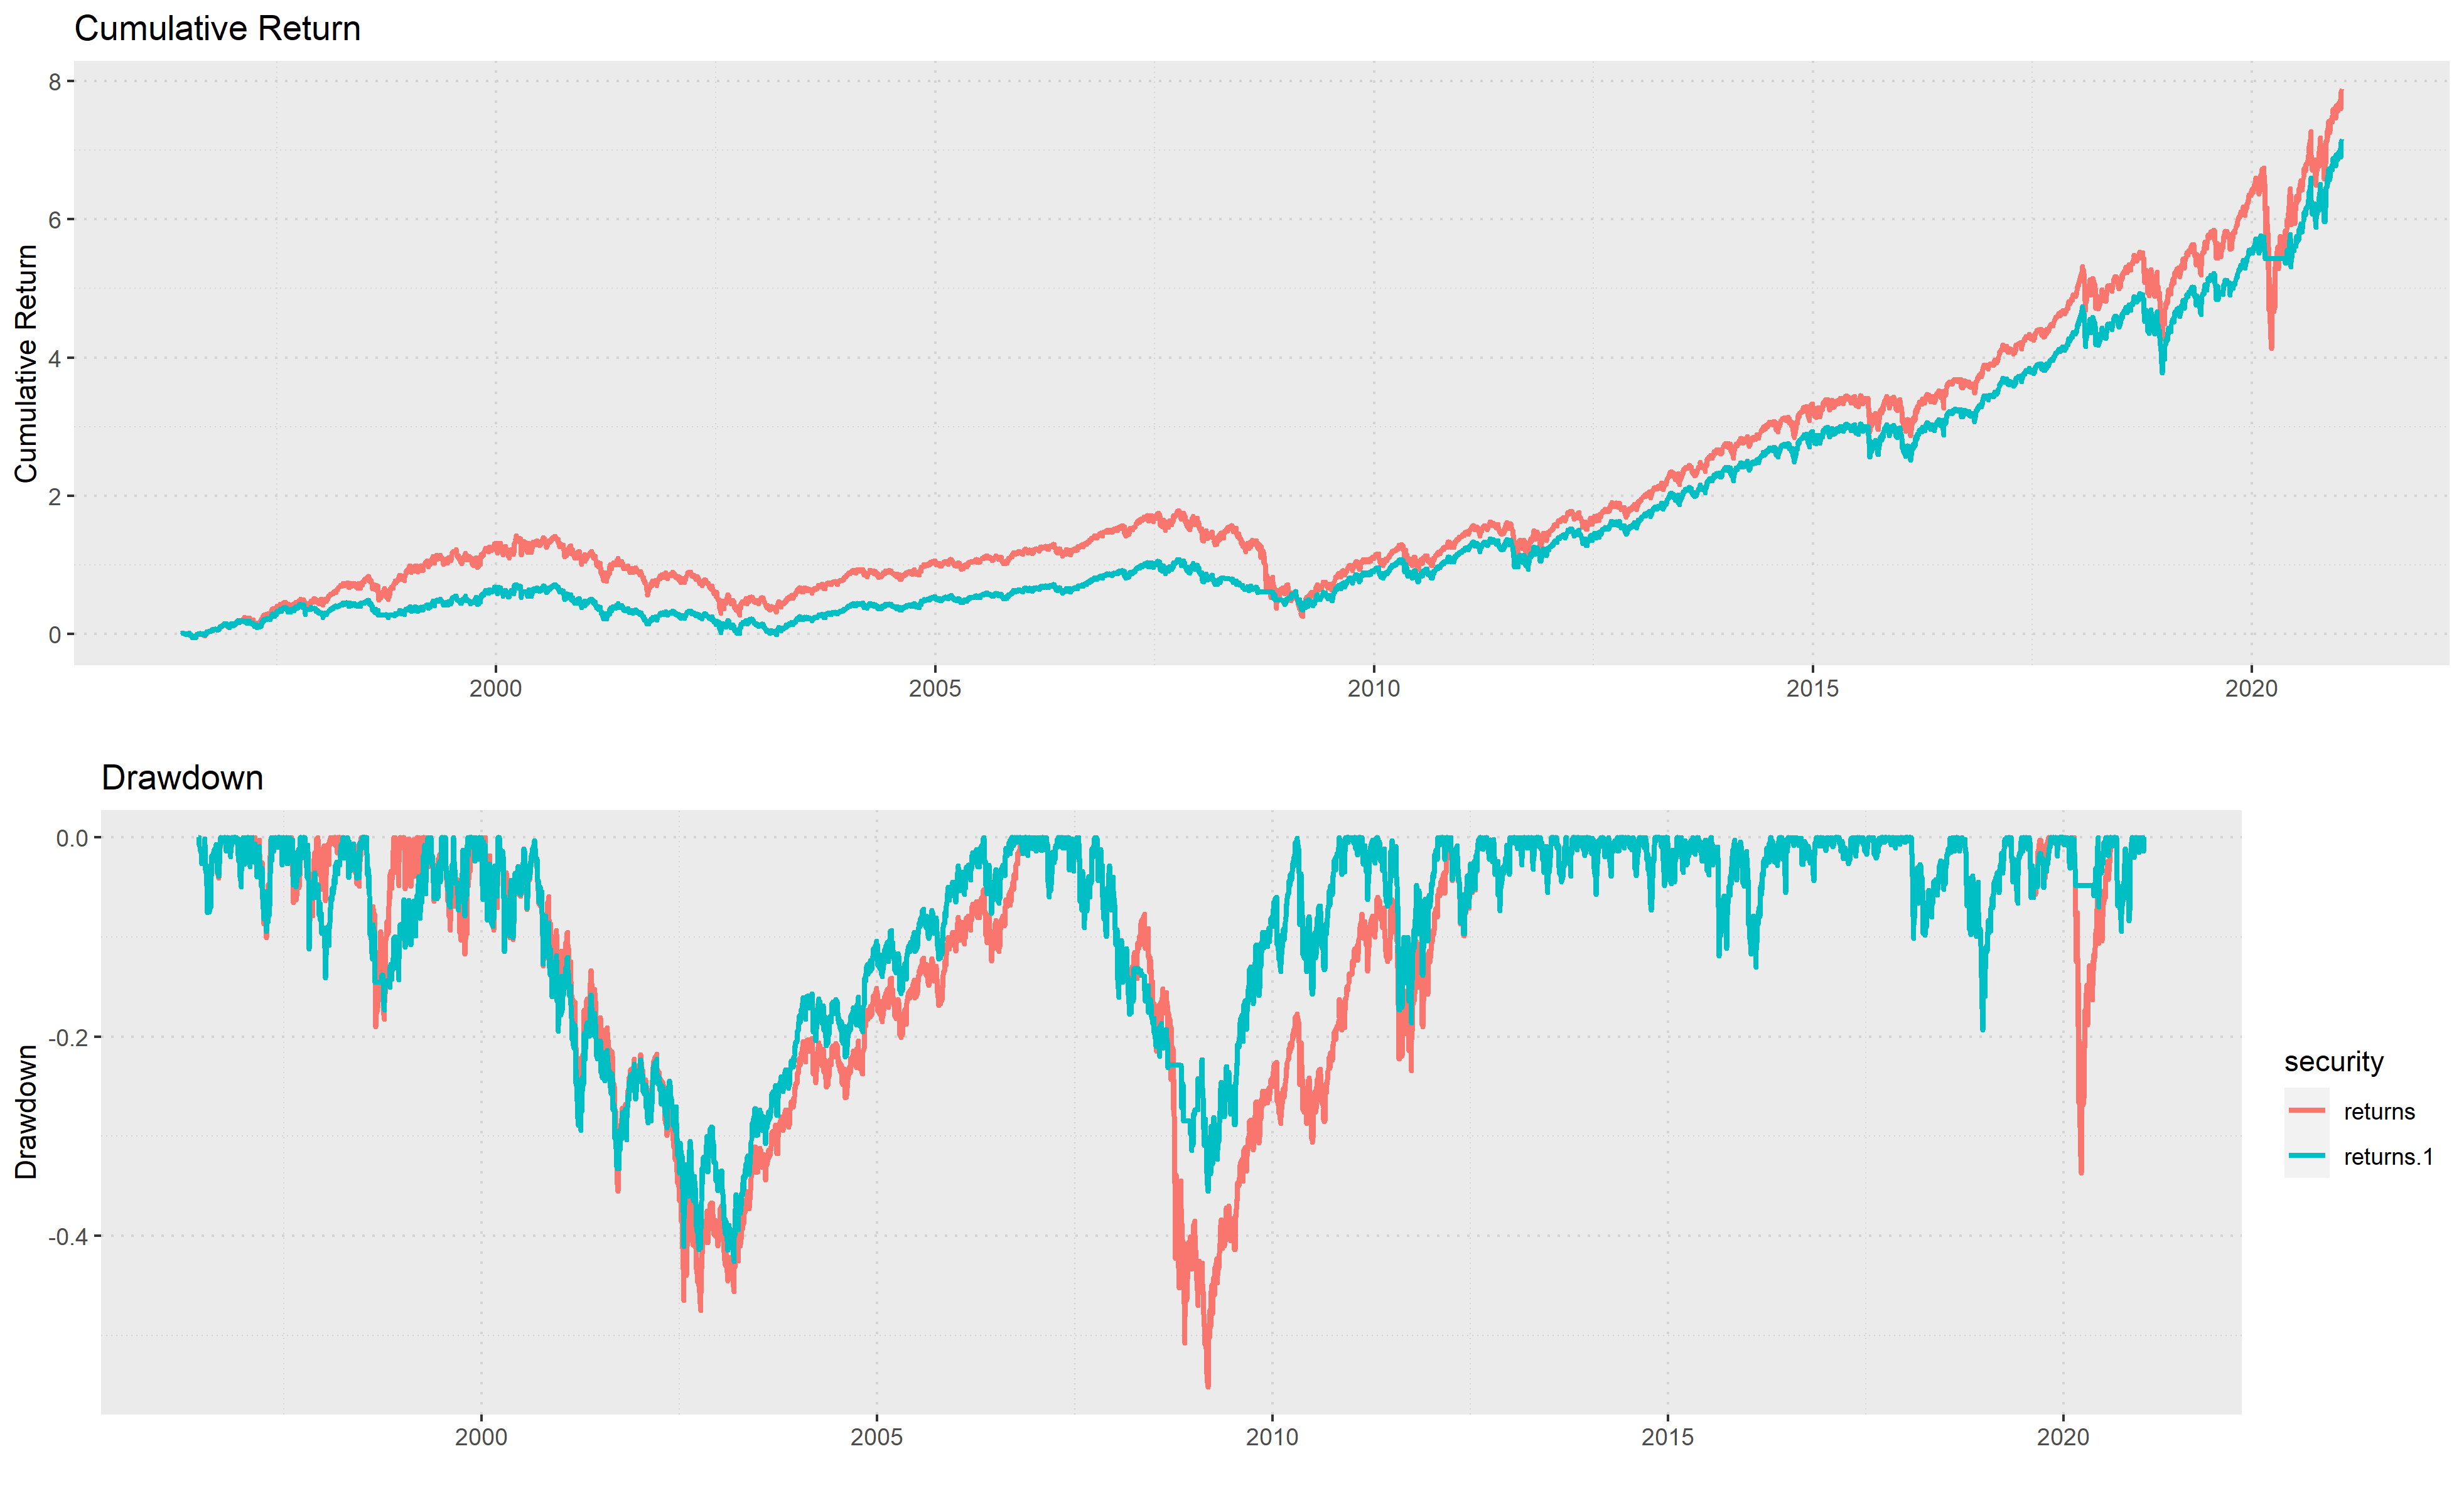 Cumulative Return
Cumulative Return
8
6
4
2
0
2000 2005 2010 2015 2020
Drawdown
Drawdown
0.0
-0.2
-0.4
2000 2005 2010 2015 2020
security
returns
returns.1